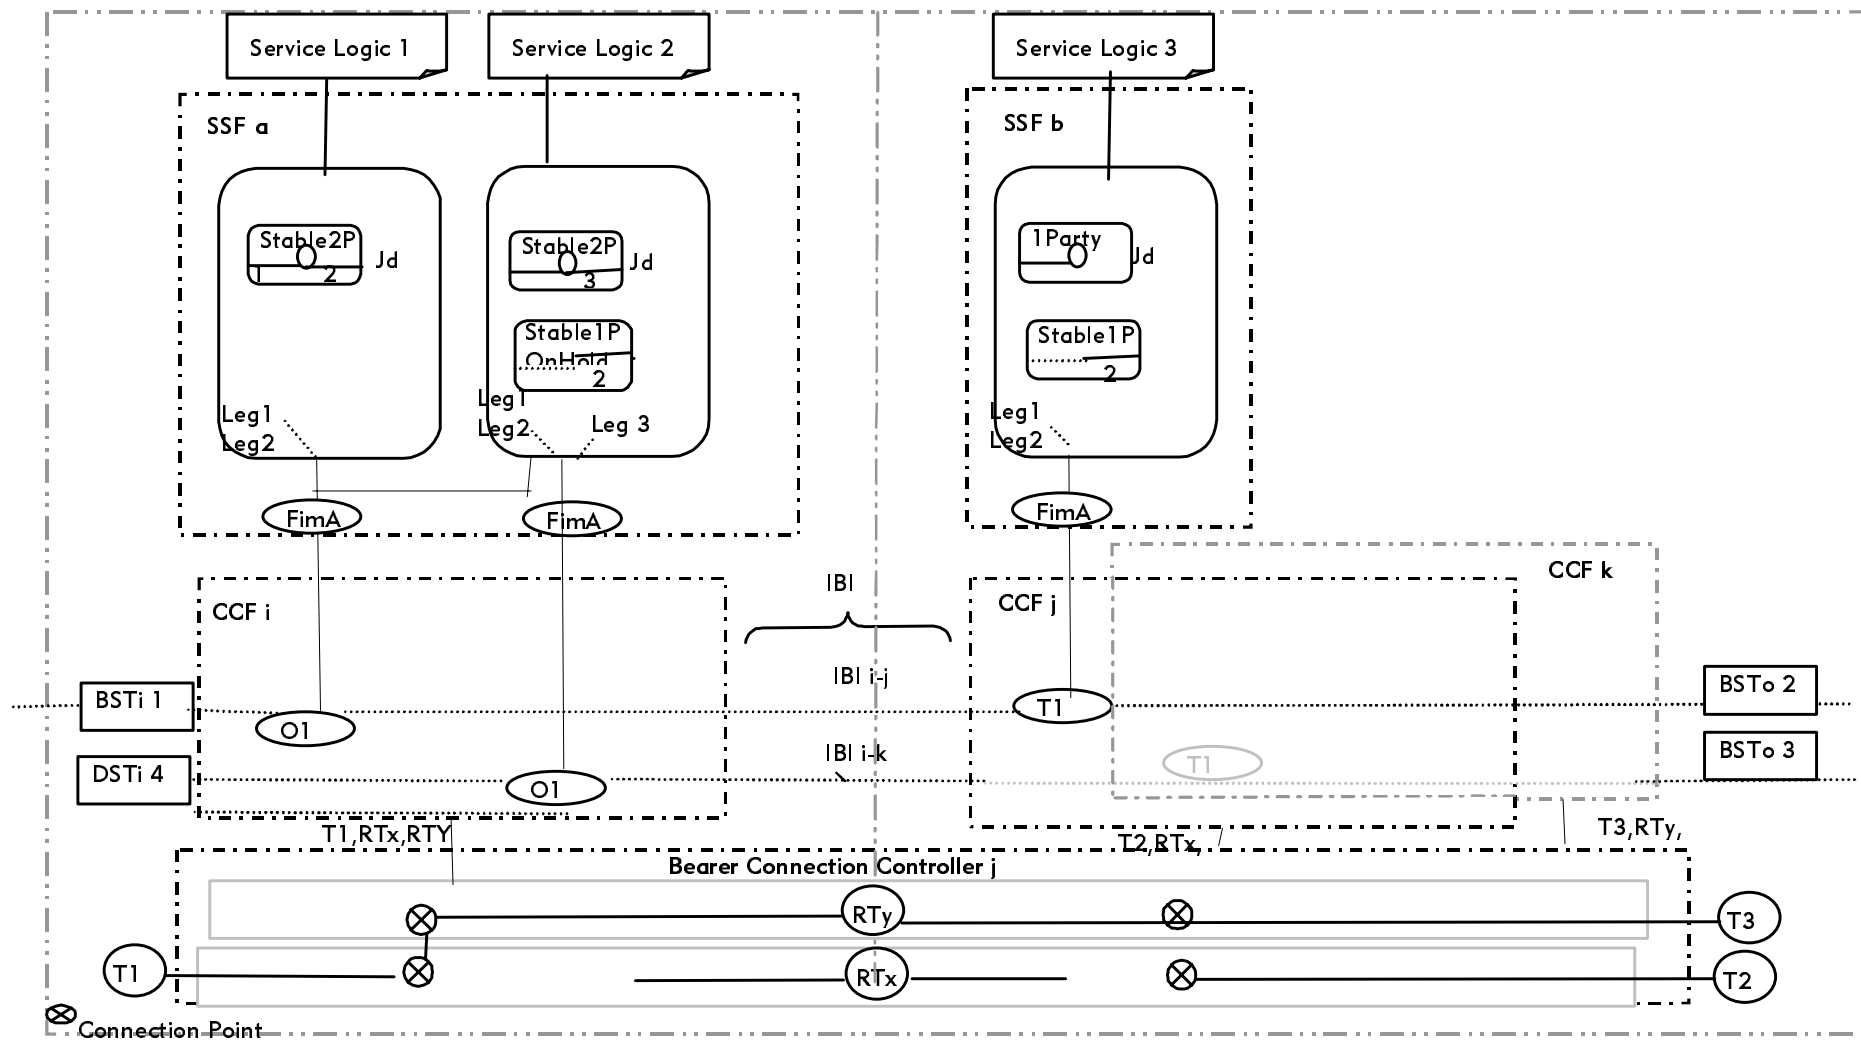 Service Logic 1
Service Logic 2
Service Logic 3
SSF a
SSF b
Stable2P
1
2
Jd
Stable2P
3
Jd
1Party
Jd
Stable1P
OnHold
2
Stable1P
2
Leg1
Leg2
Leg1
Leg2
Leg 3
Leg1
Leg2
FimA
FimA
FimA
CCF i
IBI
CCF j
CCF k
IBI i-j
BSTi 1
O1
T1
BSTo 2
IBI i-k
DSTi 4
O1
T1
BSTo 3
T1,RTx,RTY
T2,RTx,
T3,RTy,
Bearer Connection Controller j
RTy
T3
T1
RTx
T2
Connection Point